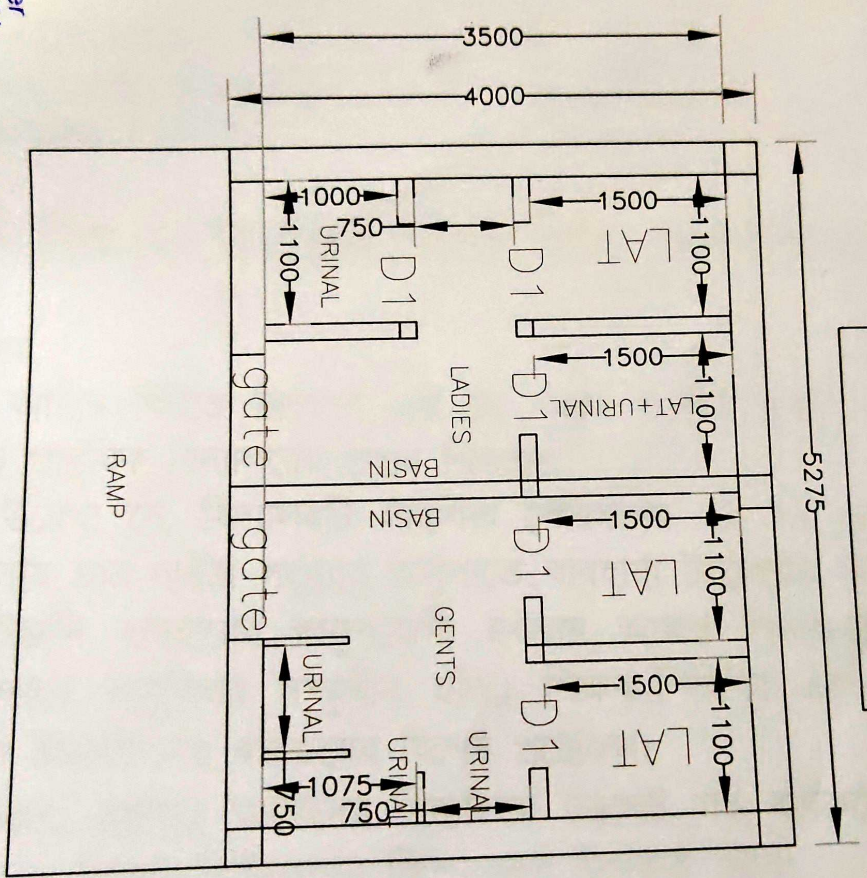 3500
4000
5275
1000
750
1500
1100
1100
URINAL
D1
D1
LAT
1500
1100
D1
LAT+URINAL
LADIES
BASIN
BASIN
gate
gate
RAMP
1500
1100
D1
LAT
GENTS
1500
1100
D1
LAT
URINAL
750
1075
URINAL
750
URINAL